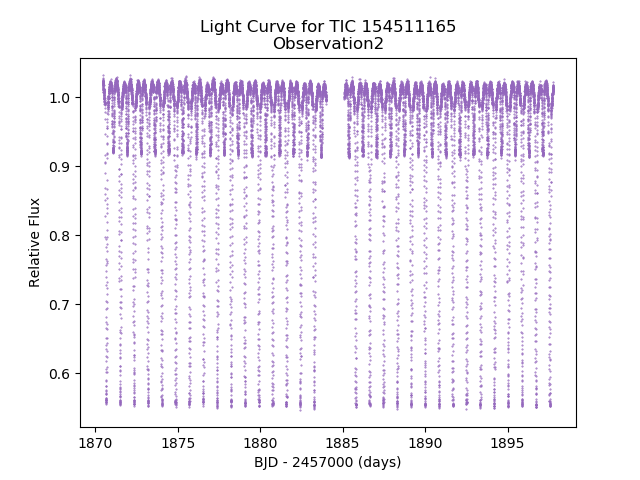 Light Curve for TIC 154511165
Observation2
1.0
0.9
0.8
0.7
0.6
Relative Flux
1870 1875 1880 1885 1890 1895
BJD - 2457000 (days)